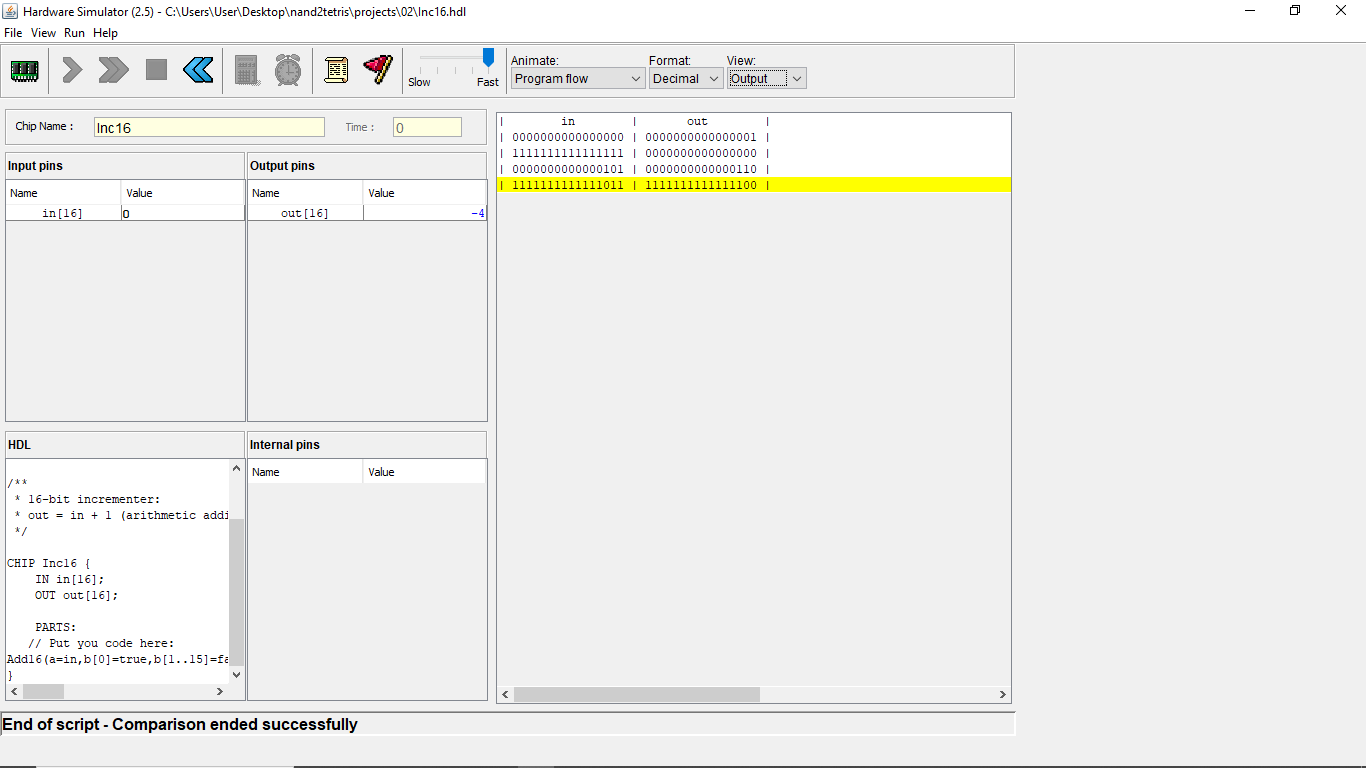 Hardware Simulator (2.5) - C:\Users\User\Desktop\nand2tetris\projects\02\Inc16.hdl
File View Run Help
Slow Fast
Animate: Format: View:
Program flow Decimal Output
Chip Name : Inc16 Time : 0
Input pins Output pins
Name Value Name Value
in[16] 0 out[16] -4
HDL Internal pins
Name Value
/**
* 16-bit incrementer:
* out = in + 1 (arithmetic addi
*/
CHIP Inc16 {
IN in[16];
OUT out[16];
PARTS:
// Put you code here:
Add16(a=in,b[0]=true,b[1..15]=fa
}
| in | out |
| 0000000000000000 | 0000000000000001 |
| 1111111111111111 | 0000000000000000 |
| 0000000000000101 | 0000000000000110 |
| 1111111111111011 | 1111111111111100 |
End of script - Comparison ended successfully